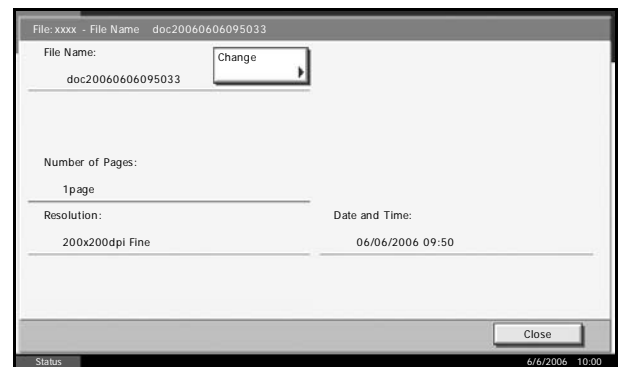 File: xxxx - File Name doc20060606095033
File Name:
Change
doc20060606095033
Number of Pages:
1page
Resolution:
Date and Time:
200x200dpi Fine
06/06/2006 09:50
Close
Status
6/6/2006 10:00